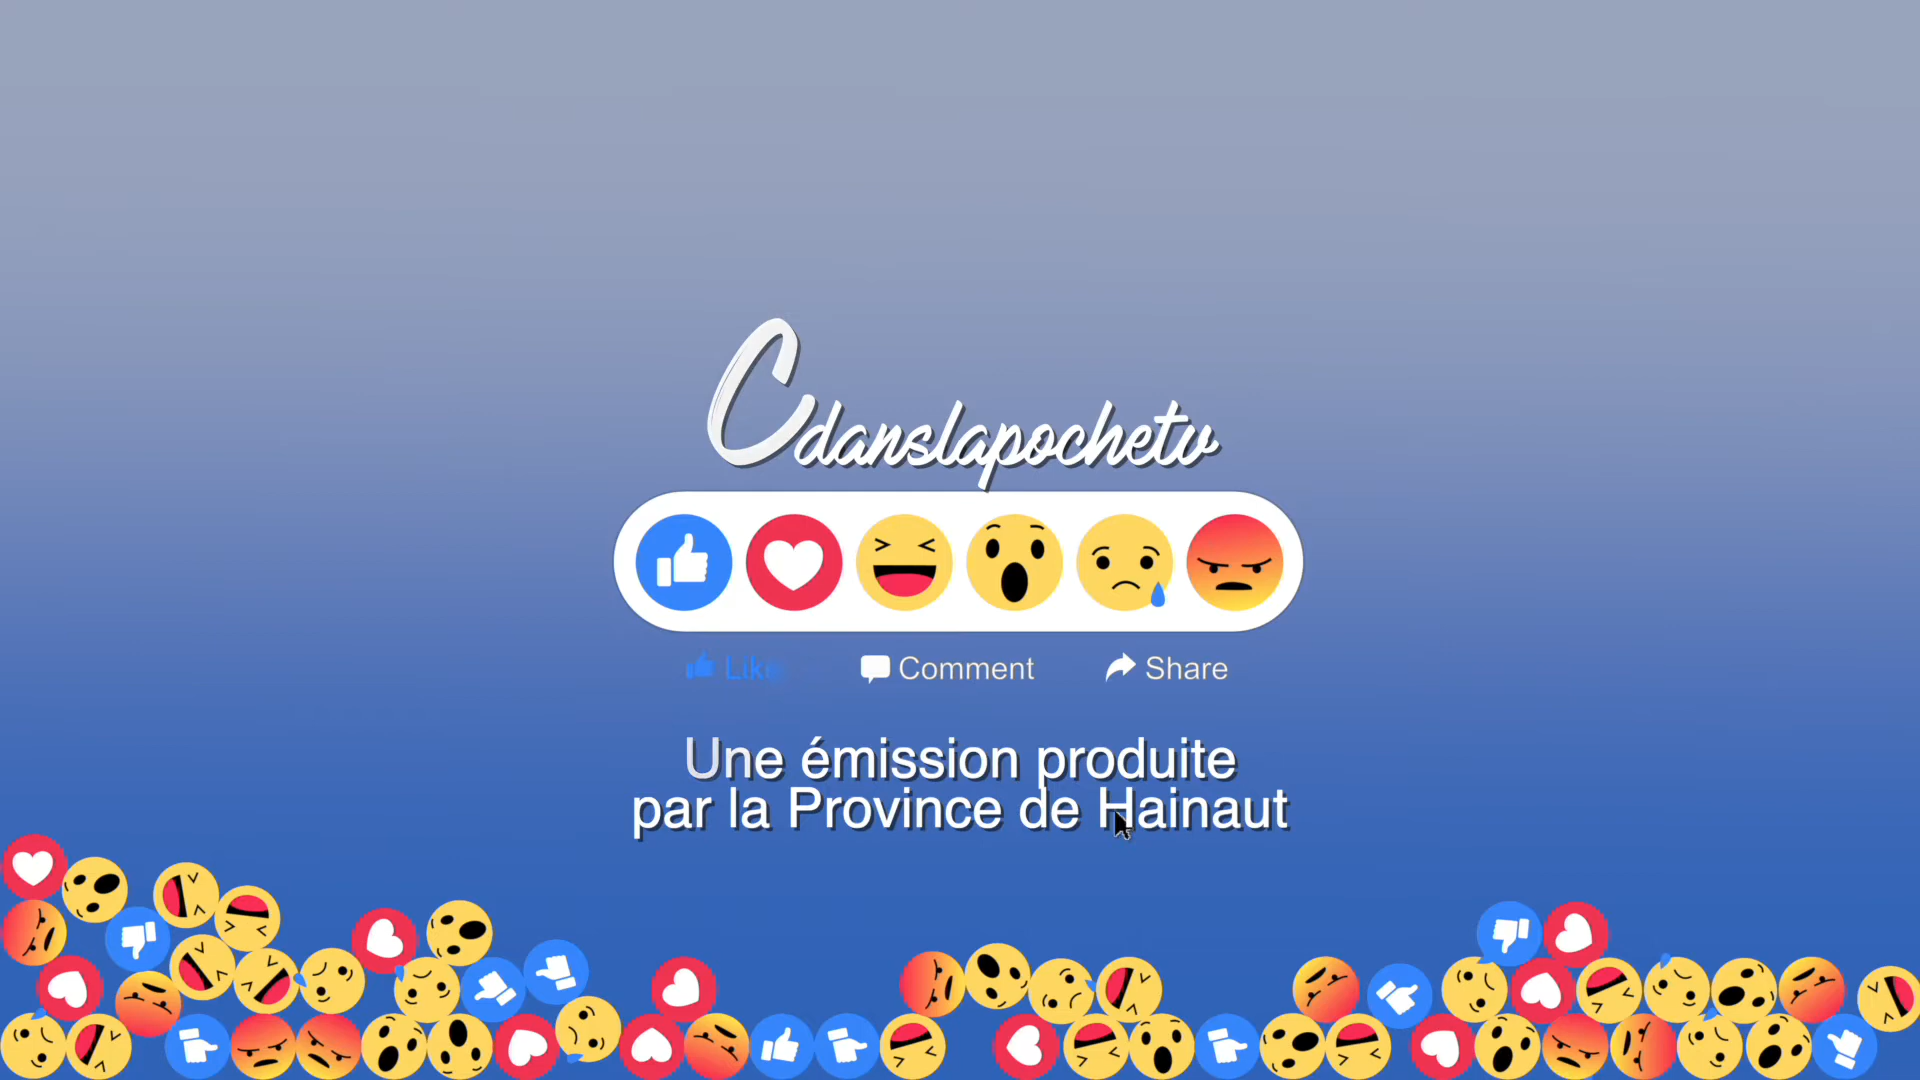 Cdanslapochetv
Like Comment Share
Une émission produite
par la Province de Hainaut